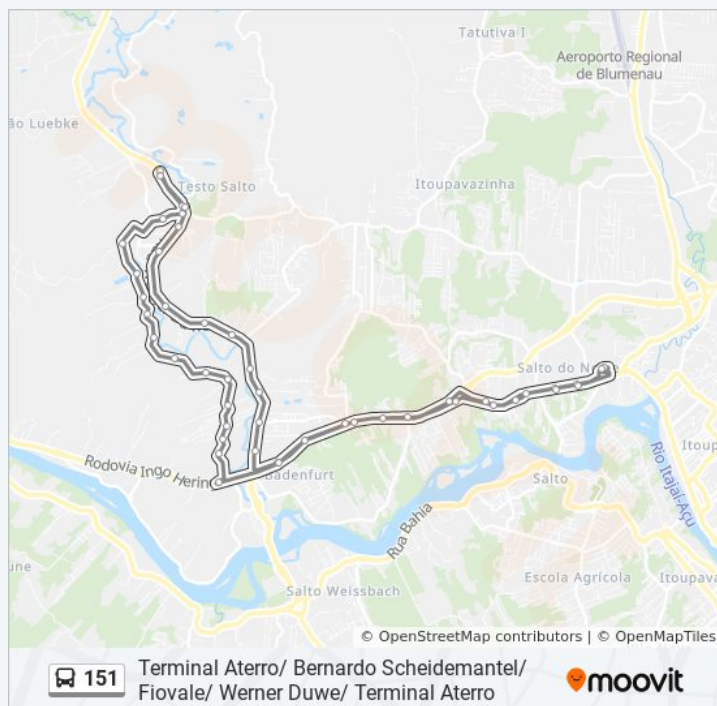 Tatutiva I
Aeroporto Regional
de Blumenau
ão Luebke
Testo Salto
Itoupavazinha
Salto do No
Itoup
Rio Itajaí-Açu
Rodovia Ingo Herin
Badenfurt
Salto
Rua Bahia
une
Escola Agrícola
Itoupava
Salto Weissbach
© OpenStreetMap contributors | © OpenMapTiles
151
Terminal Aterro/ Bernardo Scheidemantel/
Fiovale/ Werner Duwe/ Terminal Aterro
moovit